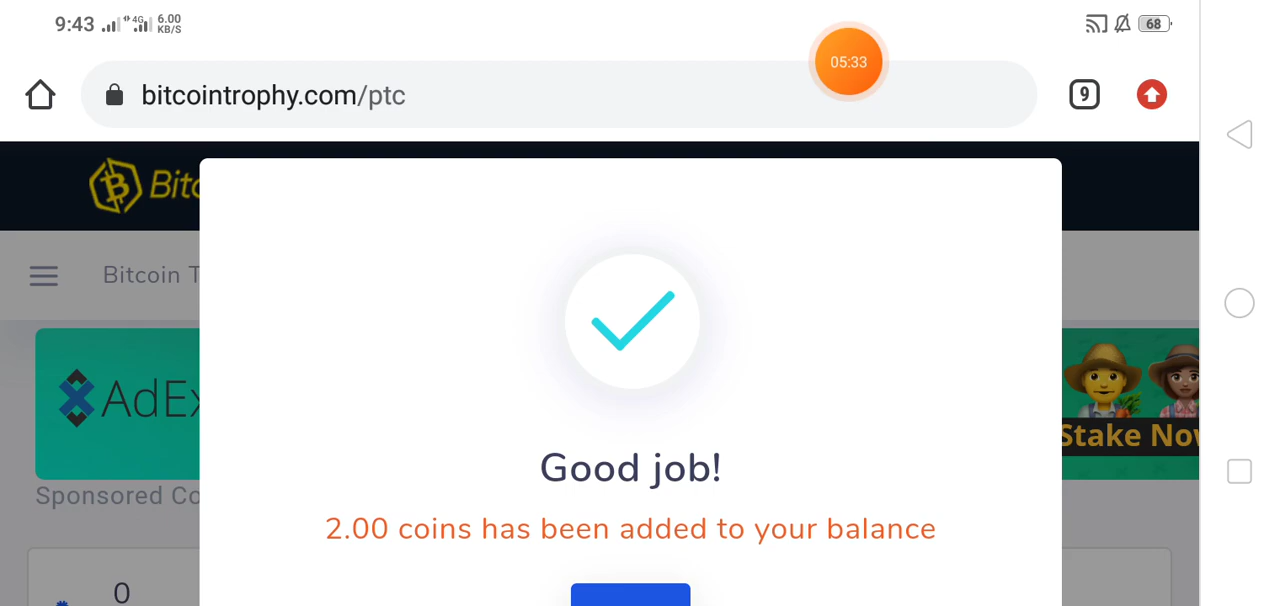 9:43 4G 6.00 KB/S 68
05:33
bitcointrophy.com/ptc 9
Bitc
Bitcoin T
AdEx
Stake Now
Sponsored Co
Good job!
2.00 coins has been added to your balance
0